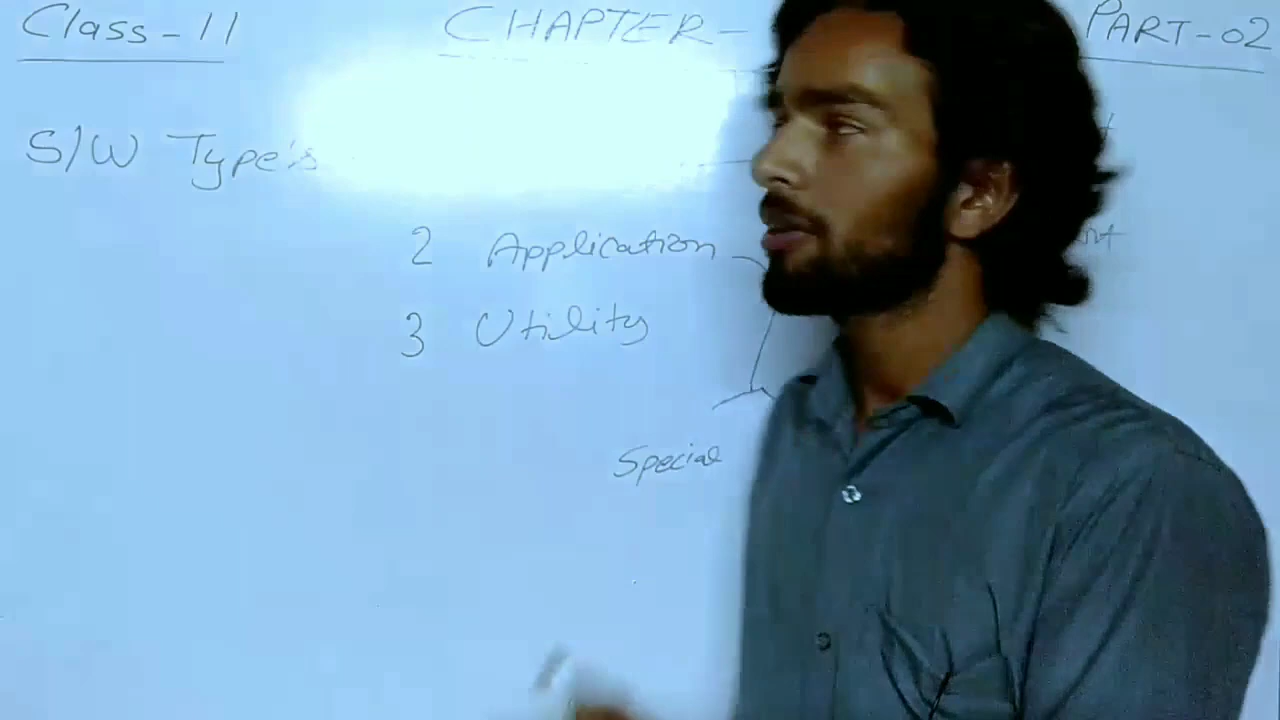 Class-11 CHAPTER- PART-02
S/W Type's
2 Application
3 Utility
Special